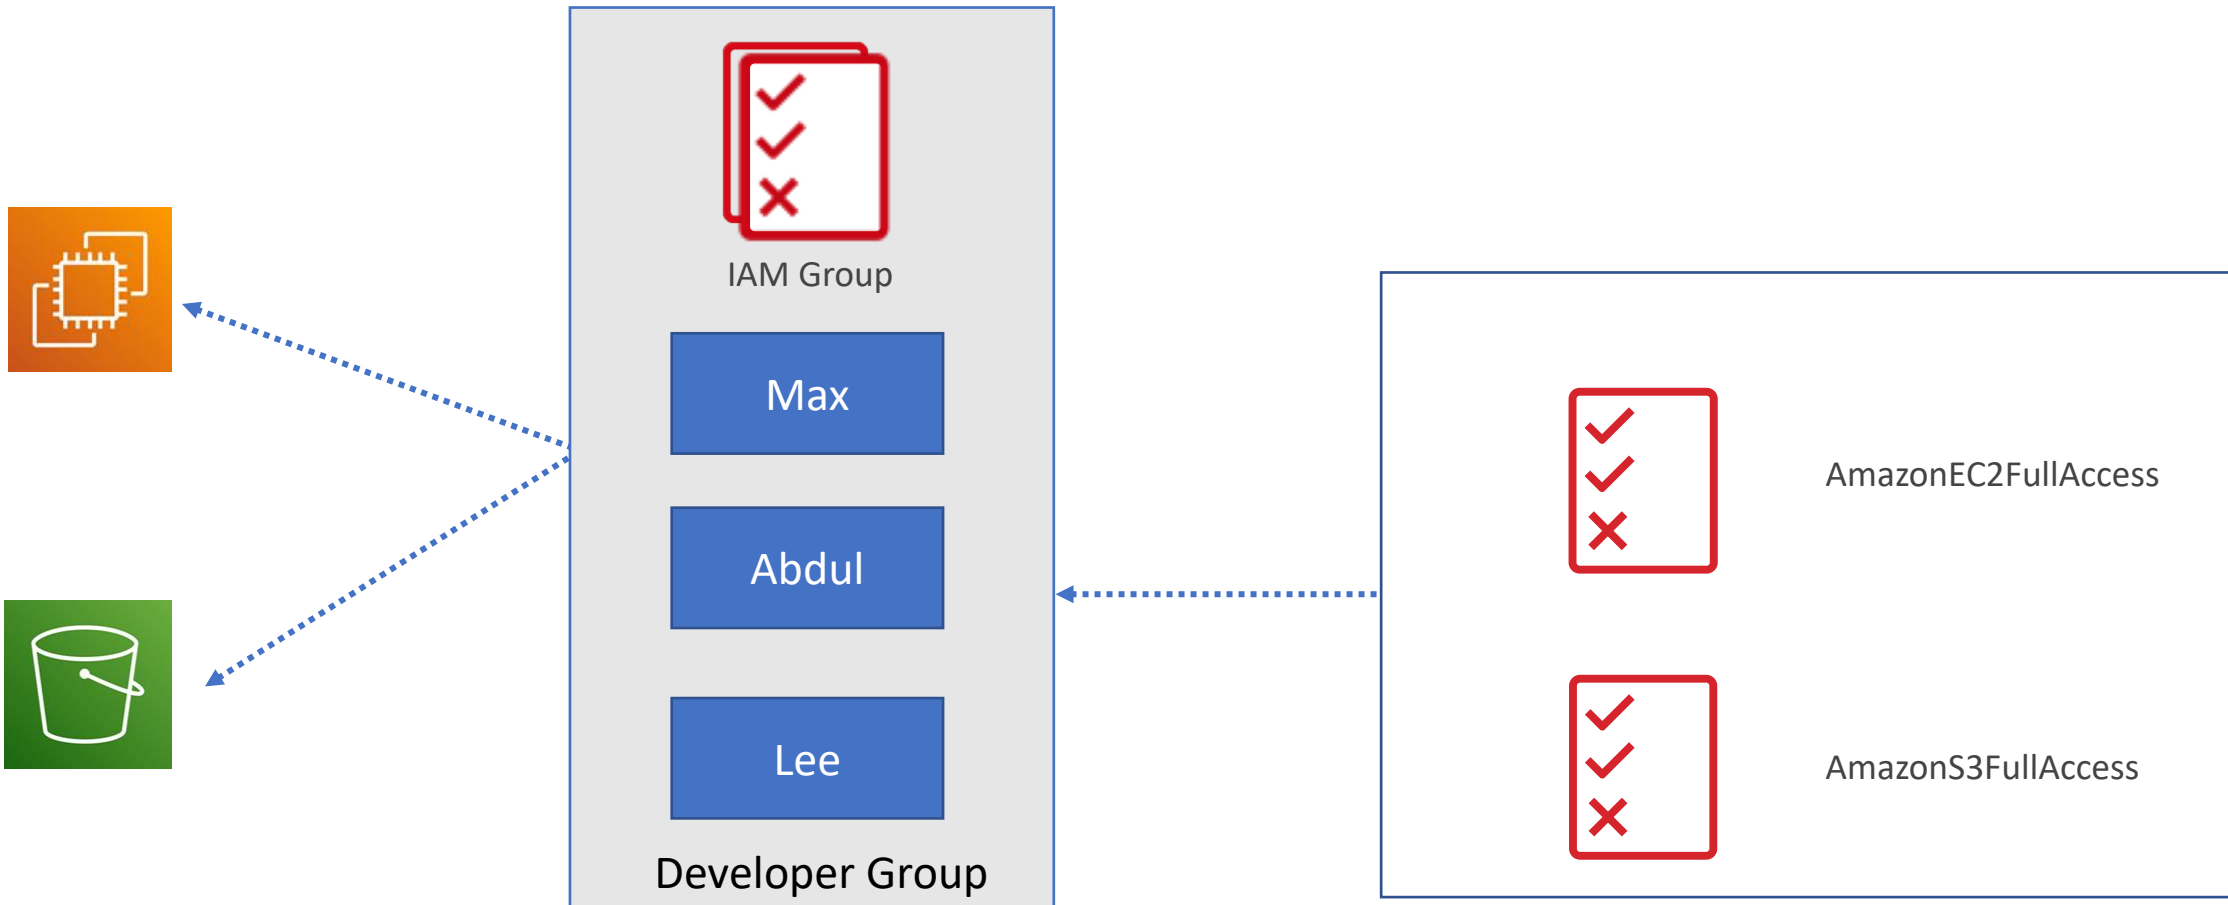 IAM Group
Max
Abdul
Lee
Developer Group
AmazonEC2FullAccess
AmazonS3FullAccess